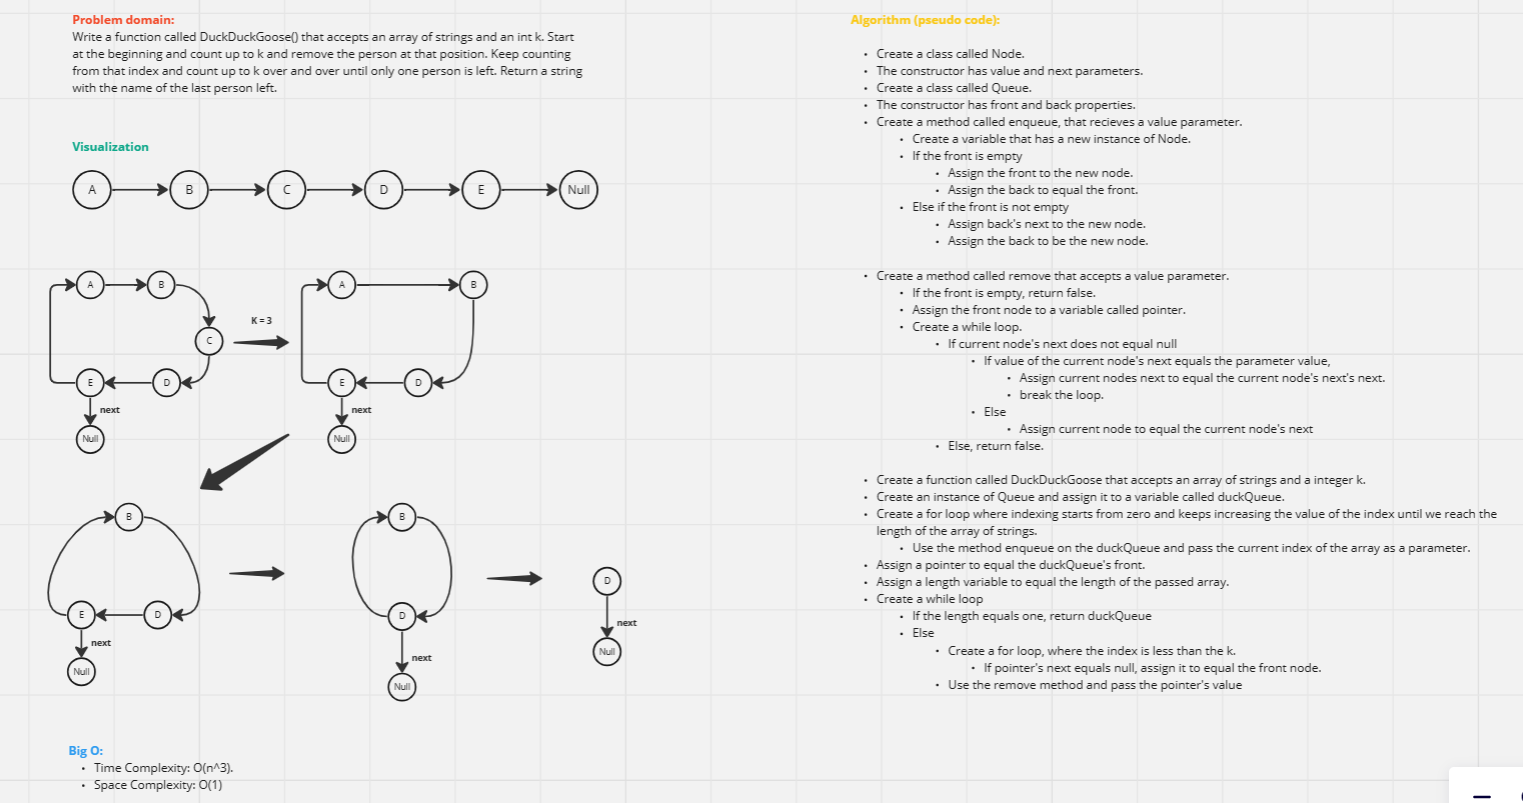 Problem domain:
Write a function called DuckDuckGoose() that accepts an array of strings and an int k. Start
at the beginning and count up to k and remove the person at that position. Keep counting
from that index and count up to k over and over until only one person is left. Return a string
with the name of the last person left.
Visualization
A B C D E Null
A B
C
E D
next
Null
K = 3
A B
E D
next
Null
B
E D
next
Null
B
D
next
Null
D
next
Null
Big O:
• Time Complexity: O(n^3).
• Space Complexity: O(1)
Algorithm (pseudo code):
• Create a class called Node.
• The constructor has value and next parameters.
• Create a class called Queue.
• The constructor has front and back properties.
• Create a method called enqueue, that recieves a value parameter.
• Create a variable that has a new instance of Node.
• If the front is empty
• Assign the front to the new node.
• Assign the back to equal the front.
• Else if the front is not empty
• Assign back's next to the new node.
• Assign the back to be the new node.
• Create a method called remove that accepts a value parameter.
• If the front is empty, return false.
• Assign the front node to a variable called pointer.
• Create a while loop.
• If current node's next does not equal null
• If value of the current node's next equals the parameter value,
• Assign current nodes next to equal the current node's next's next.
• break the loop.
• Else
• Assign current node to equal the current node's next
• Else, return false.
• Create a function called DuckDuckGoose that accepts an array of strings and a integer k.
• Create an instance of Queue and assign it to a variable called duckQueue.
• Create a for loop where indexing starts from zero and keeps increasing the value of the index until we reach the
length of the array of strings.
• Use the method enqueue on the duckQueue and pass the current index of the array as a parameter.
• Assign a pointer to equal the duckQueue's front.
• Assign a length variable to equal the length of the passed array.
• Create a while loop
• If the length equals one, return duckQueue
• Else
• Create a for loop, where the index is less than the k.
• If pointer's next equals null, assign it to equal the front node.
• Use the remove method and pass the pointer's value